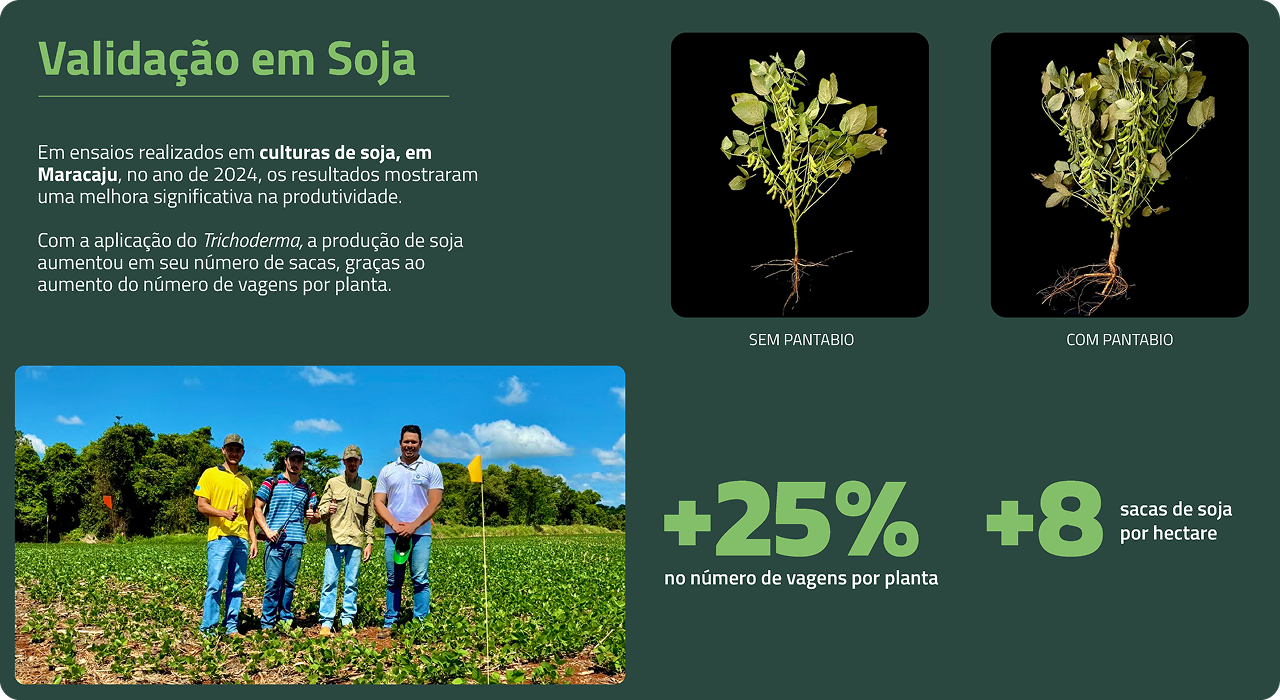 Validação em Soja
Em ensaios realizados em culturas de soja, em
Maracaju, no ano de 2024, os resultados mostraram
uma melhora significativa na produtividade.
Com a aplicação do Trichoderma, a produção de soja
aumentou em seu número de sacas, graças ao
aumento do número de vagens por planta.
SEM PANTABIO
COM PANTABIO
+25%
no número de vagens por planta
+8
sacas de soja
por hectare